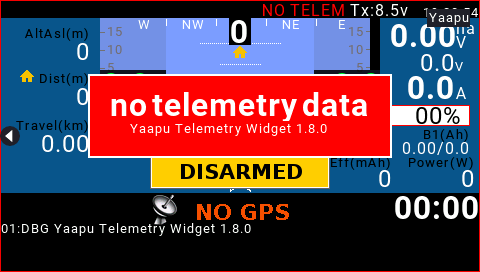 NO TELEM Tx:8.5v
Yaapu
W NW N NE E
AltAsl(m)
0
-15
-5
0
15
5
0.00V
0.0V
Dist(m)
0
0.0A
no telemetry data
Yaapu Telemetry Widget 1.8.0
00%
Travel(km)
0.00
B1(Ah)
0.00/0.0
DISARMED
Eff(mAh)
0
Power(W)
0
NO GPS
00:00
01:DBG Yaapu Telemetry Widget 1.8.0